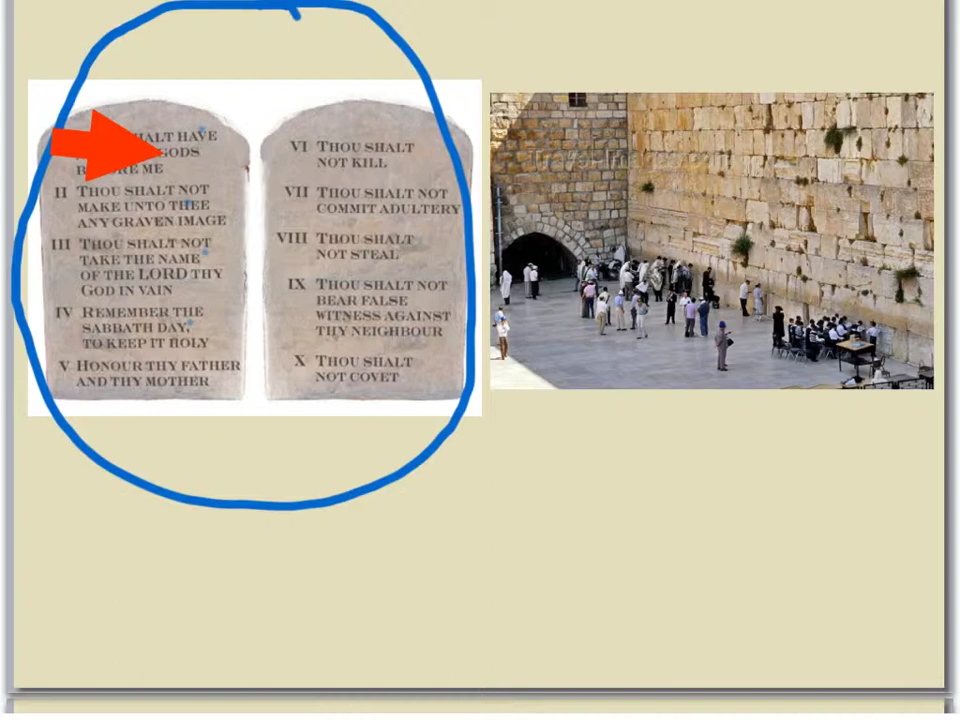 HALT HAVE
GODS
ME
II THOU SHALT NOT
MAKE UNTO THEE
ANY GRAVEN IMAGE
III THOU SHALT NOT
TAKE THE NAME
OF THE LORD THY
GOD IN VAIN
IV REMEMBER THE
SABBATH DAY,
TO KEEP IT HOLY
V HONOUR THY FATHER
AND THY MOTHER
VI THOU SHALT
NOT KILL
VII THOU SHALT NOT
COMMIT ADULTERY
VIII THOU SHALT
NOT STEAL
IX THOU SHALT NOT
BEAR FALSE
WITNESS AGAINST
THY NEIGHBOUR
X THOU SHALT
NOT COVET